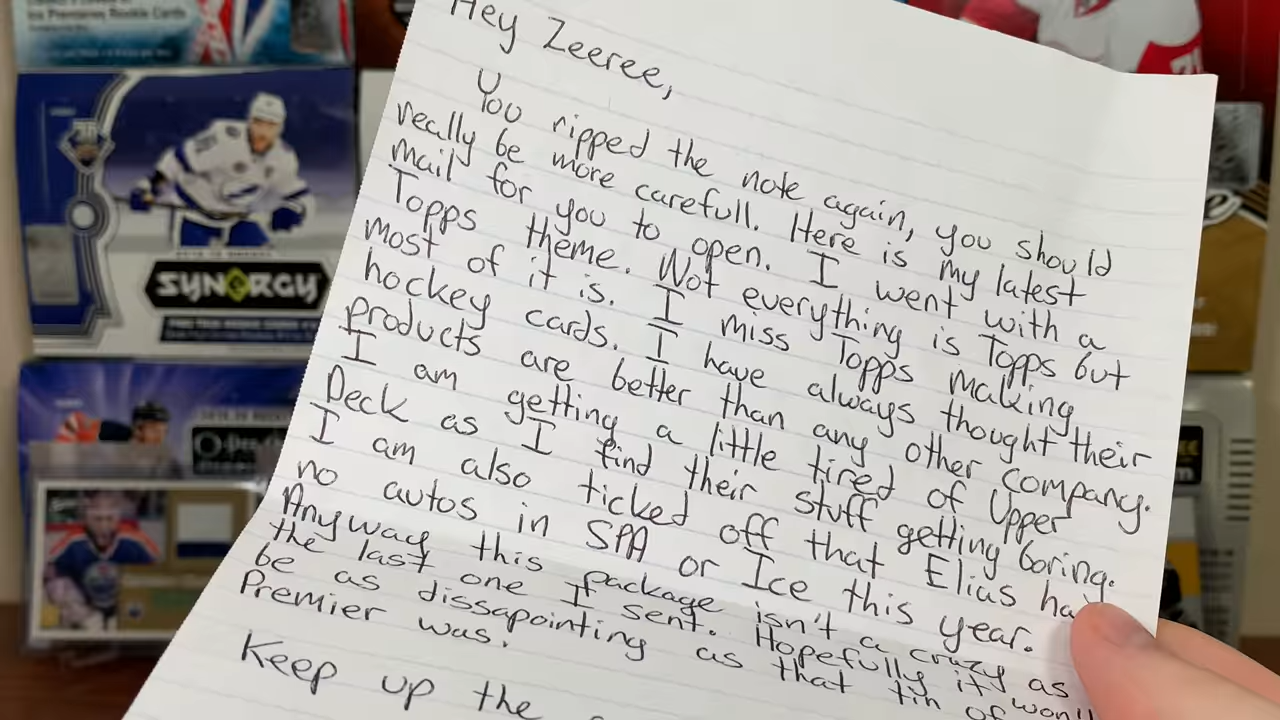 Hey Zeeree,
You ripped the note again, you should
really be more carefull. Here is my latest
mail for you to open. I went with a
Topps theme. Not everything is Topps but
most of it is. I miss Topps making
hockey cards. I have always thought their
products are better than any other company.
I am getting a little tired of Upper
Deck as I find their stuff getting boring.
I am also ticked off that Elias ha
no autos in SPA or Ice this year.
Anyway this package isn't a crazy as
the last one I sent. Hopefully it won't
be as dissapointing as that tin of
Premier was.
Keep up the
Ice Premieres Rookie Cards
SYNERGY